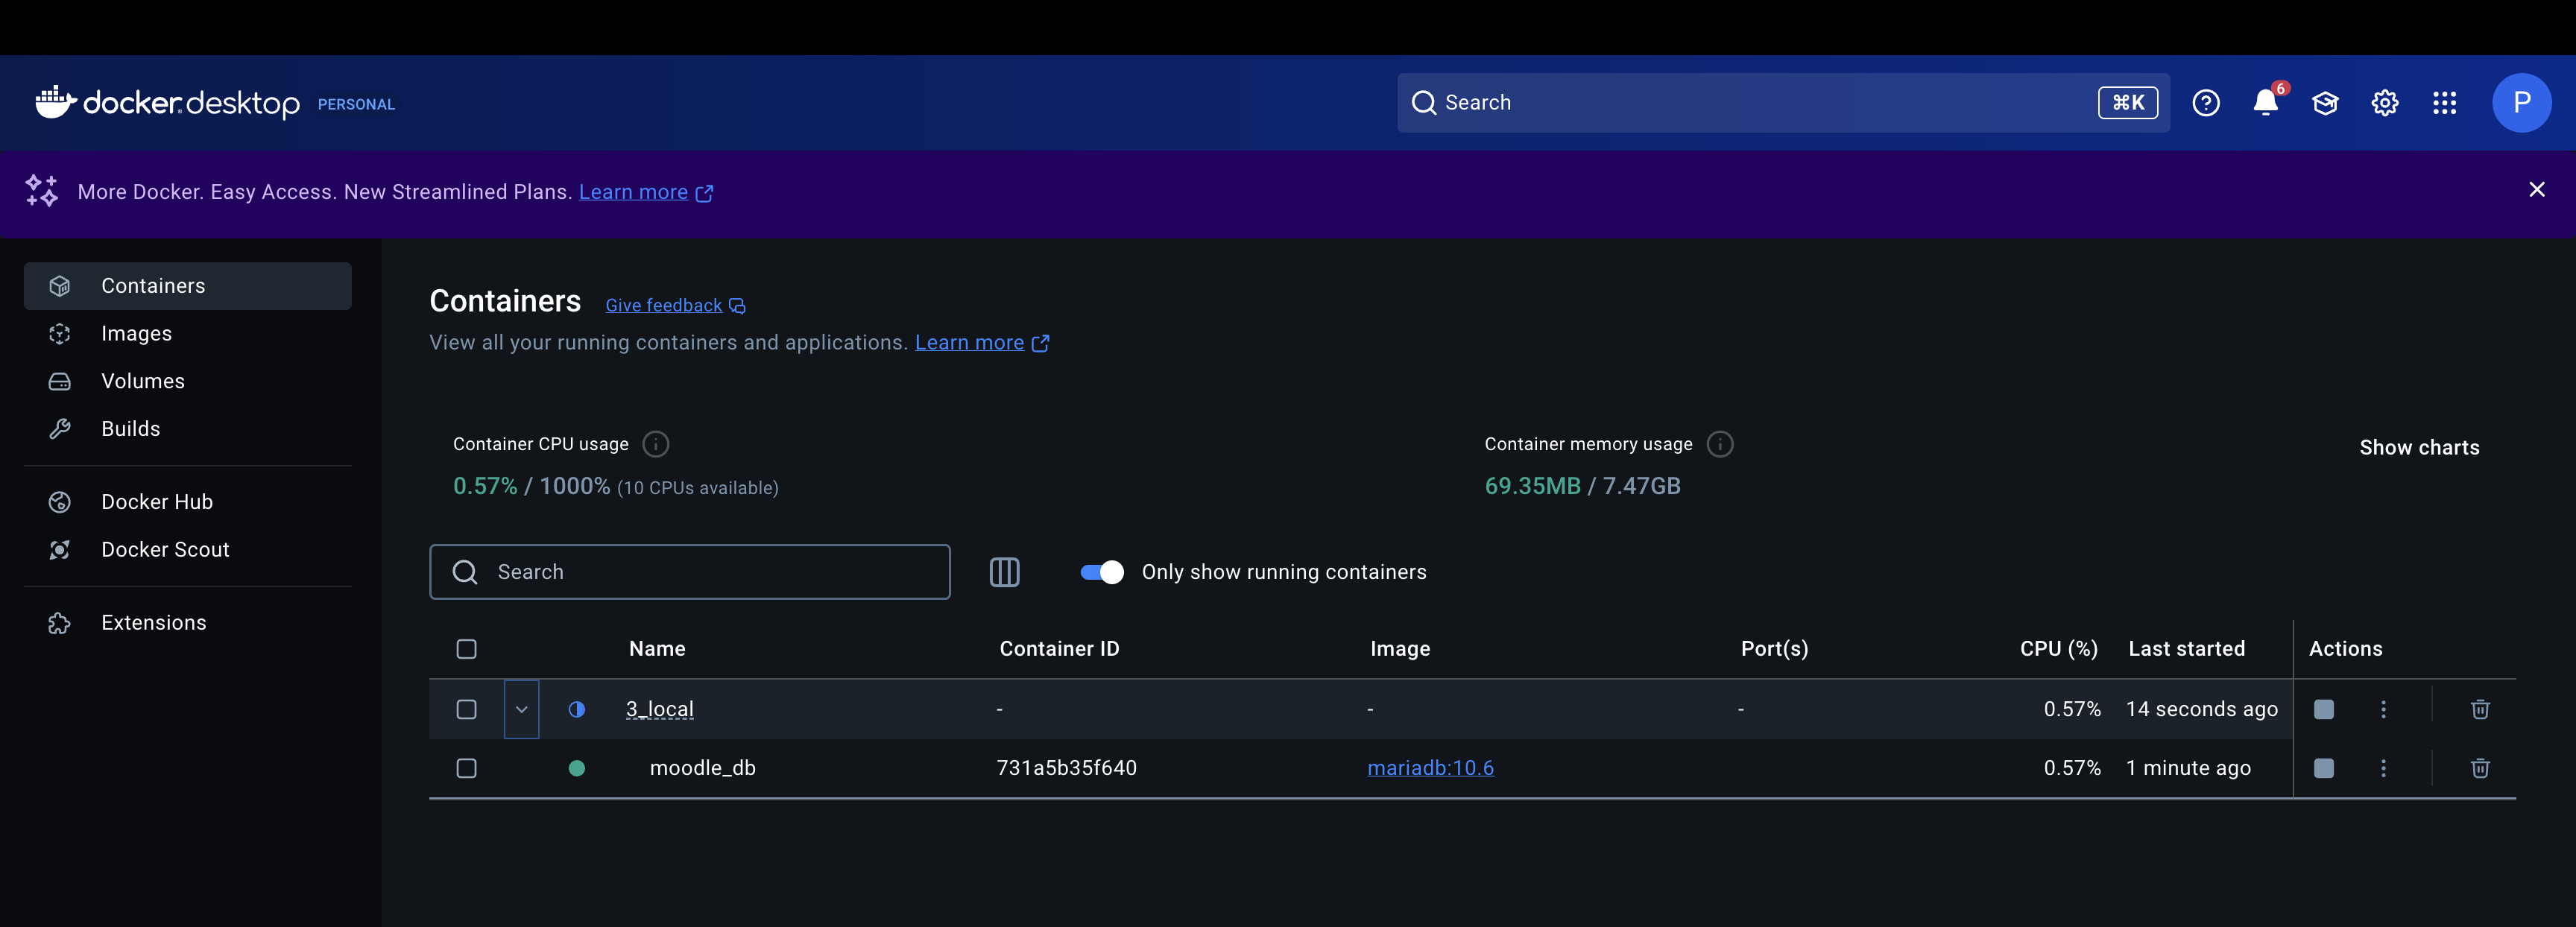 docker desktop PERSONAL
Search ⌘K 6 P
More Docker. Easy Access. New Streamlined Plans. Learn more
Containers
Images
Volumes
Builds
Docker Hub
Docker Scout
Extensions
Containers Give feedback
View all your running containers and applications. Learn more
Container CPU usage
0.57% / 1000% (10 CPUs available)
Container memory usage
69.35MB / 7.47GB
Show charts
Search
Only show running containers
Name Container ID Image Port(s) CPU (%) Last started Actions
3_local - - - 0.57% 14 seconds ago
moodle_db 731a5b35f640 mariadb:10.6 0.57% 1 minute ago